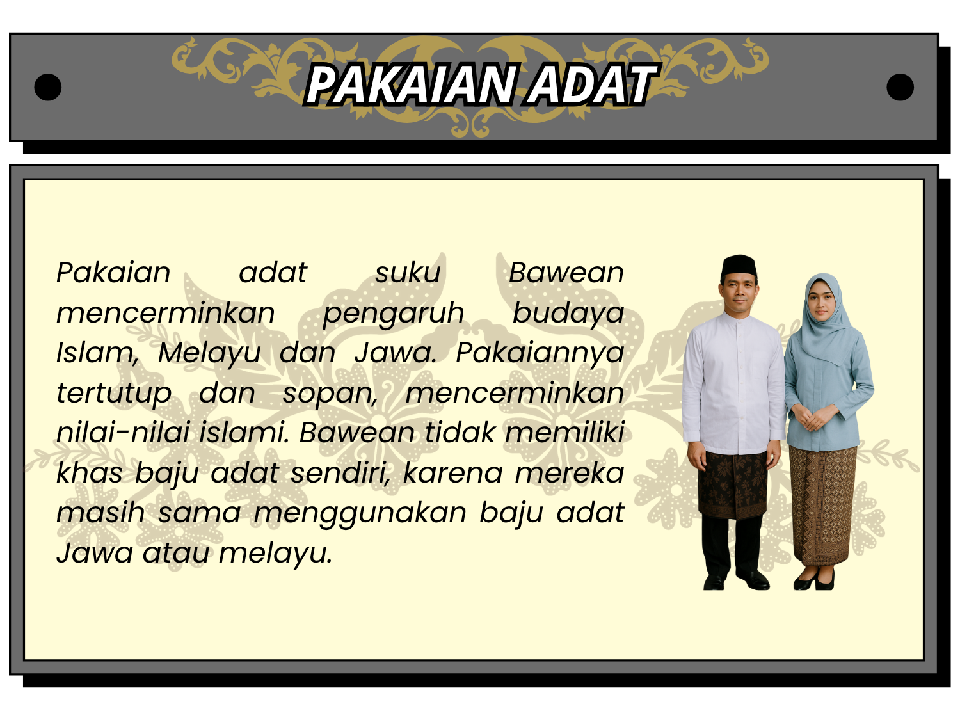 PAKAIAN ADAT
Pakaian adat suku Bawean
mencerminkan pengaruh budaya
Islam, Melayu dan Jawa. Pakaiannya
tertutup dan sopan, mencerminkan
nilai-nilai islami. Bawean tidak memiliki
khas baju adat sendiri, karena mereka
masih sama menggunakan baju adat
Jawa atau melayu.